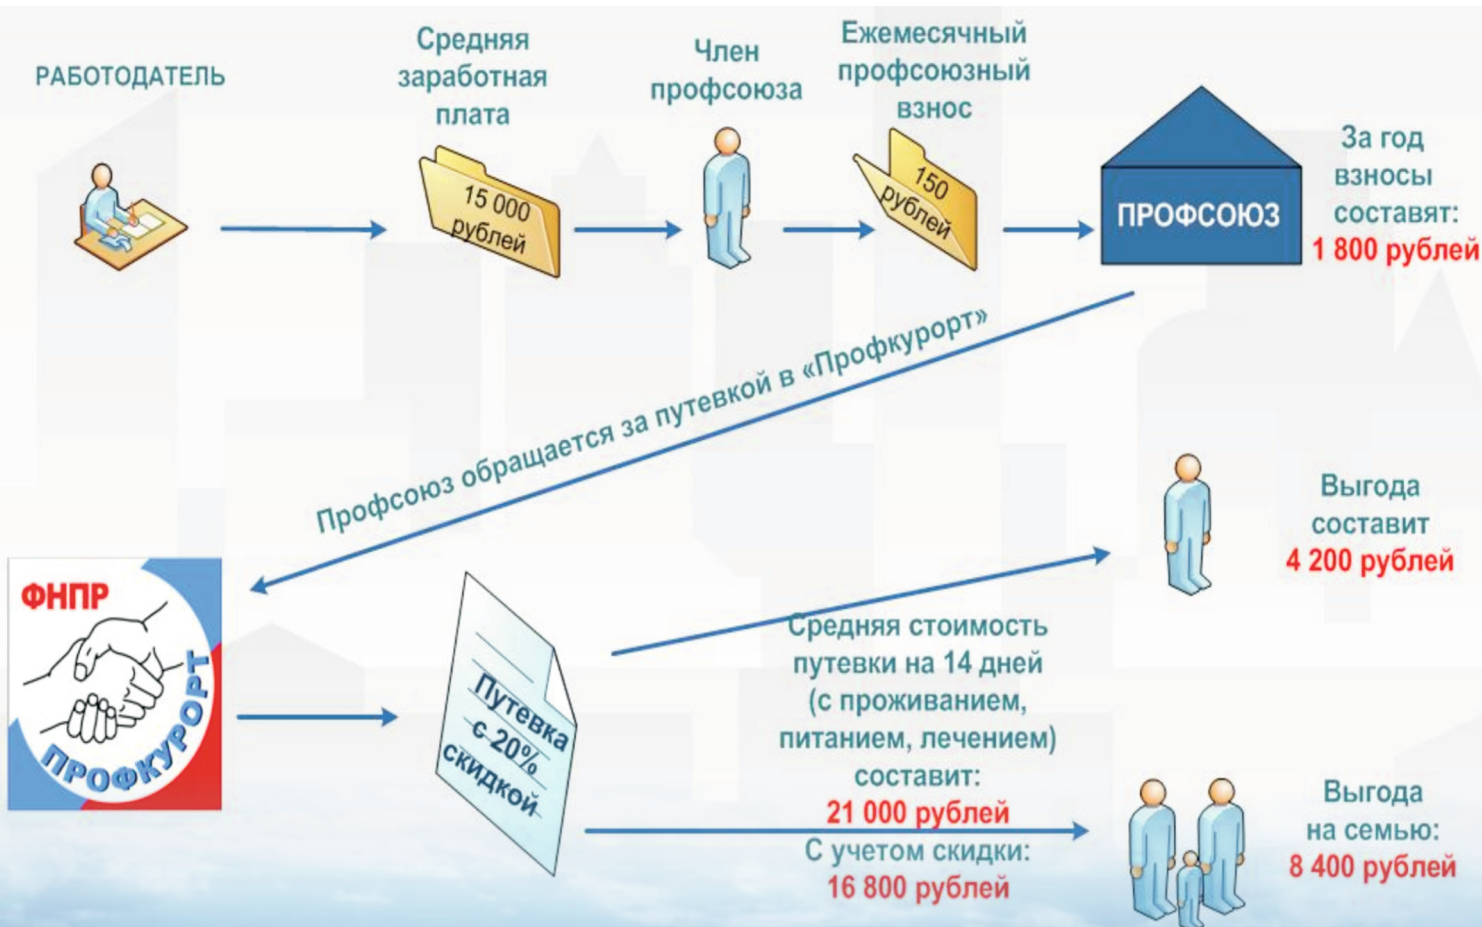 РАБОТОДАТЕЛЬ
Средняя
заработная
плата
15 000
рублей
Член
профсоюза
Ежемесячный
профсоюзный
взнос
150
рублей
ПРОФСОЮЗ
За год
взносы
составят:
1 800 рублей
Профсоюз обращается за путевкой в «Профкурорт»
ФНПР
ПРОФКУРОРТ
Путевка
с 20%
скидкой
Выгода
составит
4 200 рублей
Средняя стоимость
путевки на 14 дней
(с проживанием,
питанием, лечением)
составит:
21 000 рублей
С учетом скидки:
16 800 рублей
Выгода
на семью:
8 400 рублей